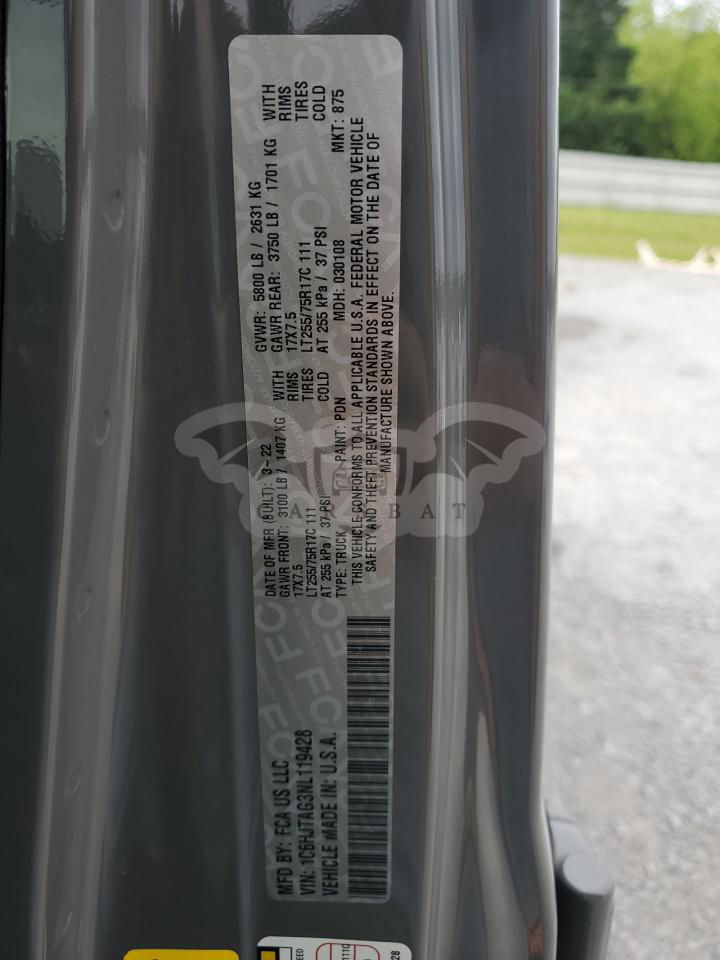 MFD BY: FCA US LLC
DATE OF MFR (BUILT): 3-22
GVWR: 5800 LB / 2631 KG
GAWR FRONT: 3100 LB / 1407 KG WITH
GAWR REAR: 3750 LB / 1701 KG WITH
17X7.5 RIMS
17X7.5 RIMS
LT255/75R17C 111 TIRES
LT255/75R17C 111 TIRES
AT 255 kPa / 37 PSI COLD
AT 255 kPa / 37 PSI COLD
VIN: 1C6HJTAG3NL119428
TYPE: TRUCK PAINT: PDN MDH: 030108 MKT: 875
VEHICLE MADE IN: U.S.A.
THIS VEHICLE CONFORMS TO ALL APPLICABLE U.S.A. FEDERAL MOTOR VEHICLE
SAFETY AND THEFT PREVENTION STANDARDS IN EFFECT ON THE DATE OF
MANUFACTURE SHOWN ABOVE.
CAR BAT